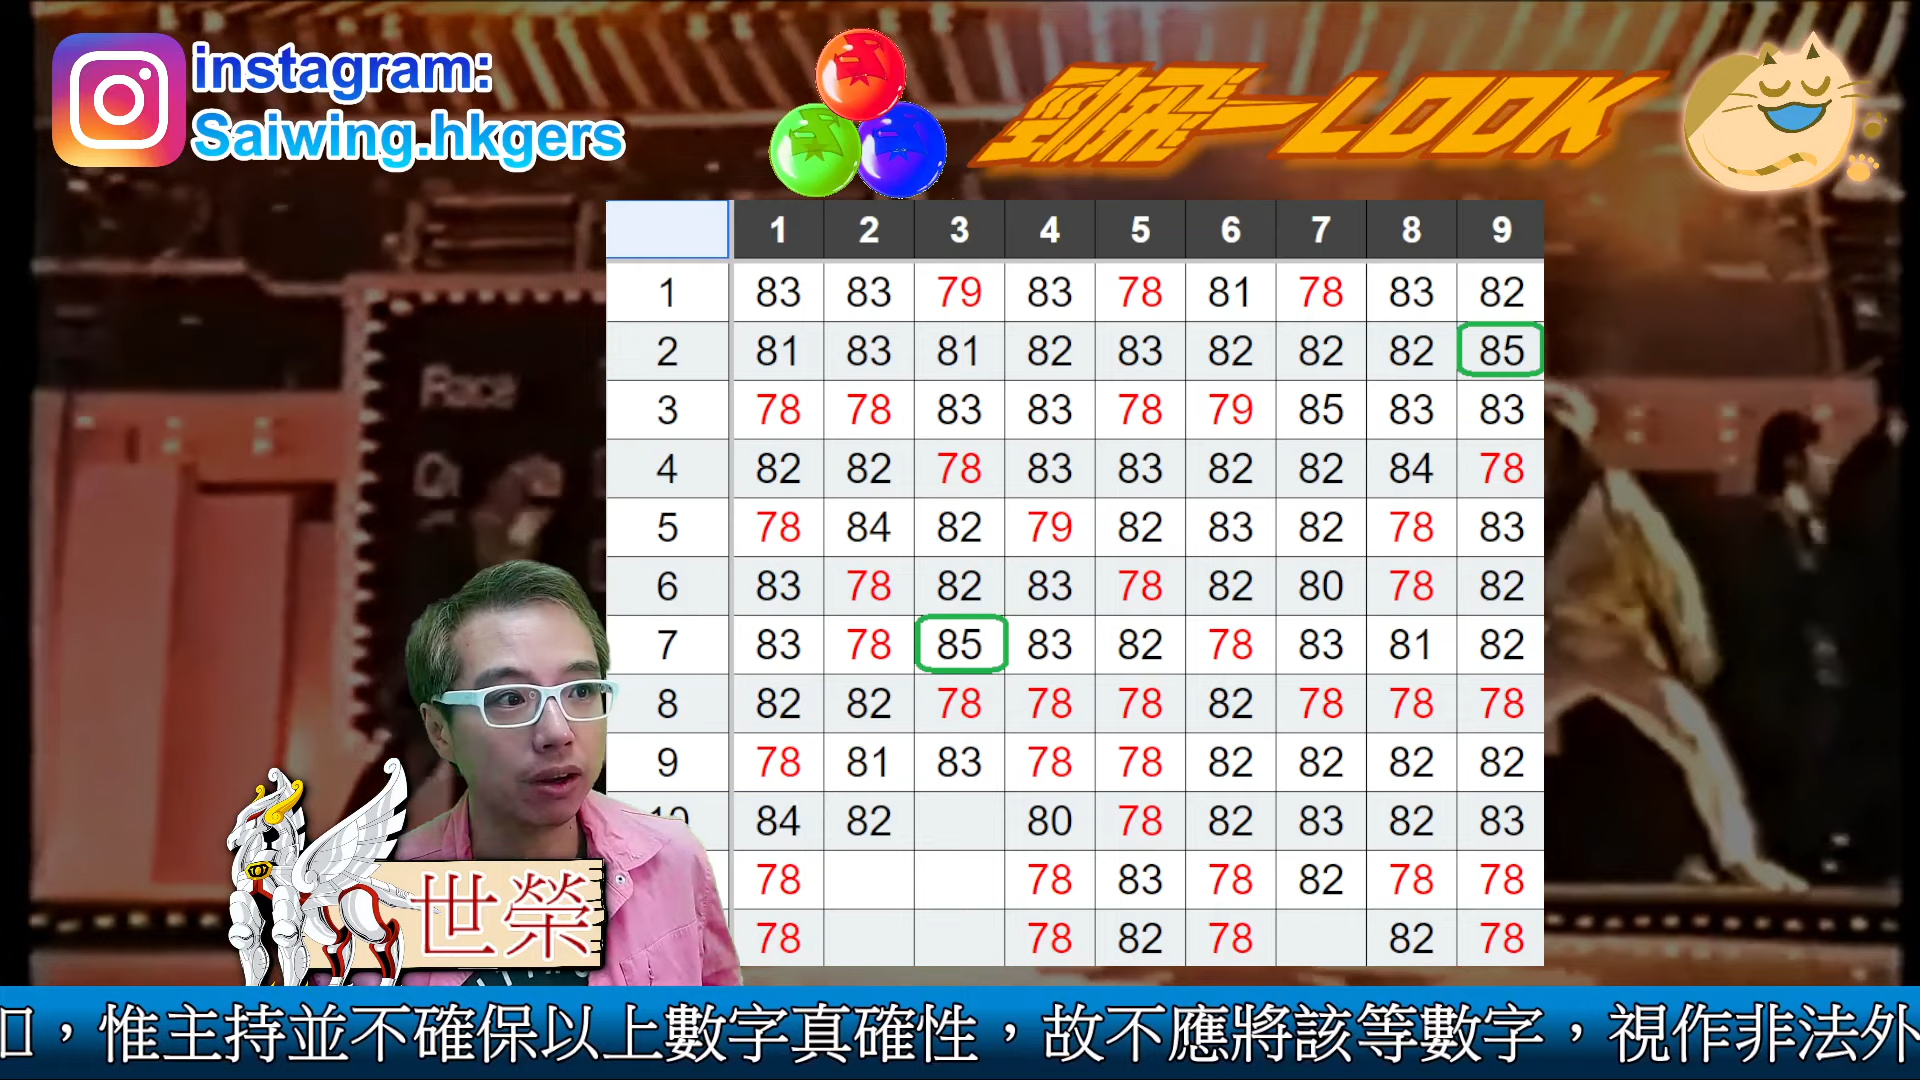 instagram:
Saiwing.hkgers
勁飛一LOOK
1 2 3 4 5 6 7 8 9
1 83 83 79 83 78 81 78 83 82
2 81 83 81 82 83 82 82 82 85
3 78 78 83 83 78 79 85 83 83
4 82 82 78 83 83 82 82 84 78
5 78 84 82 79 82 83 82 78 83
6 83 78 82 83 78 82 80 78 82
7 83 78 85 83 82 78 83 81 82
8 82 82 78 78 78 82 78 78 78
9 78 81 83 78 78 82 82 82 82
10 84 82 80 78 82 83 82 83
78 78 83 78 82 78 78
78 78 82 78 82 78
Race
世榮
,惟主持並不確保以上數字真確性,故不應將該等數字,視作非法外